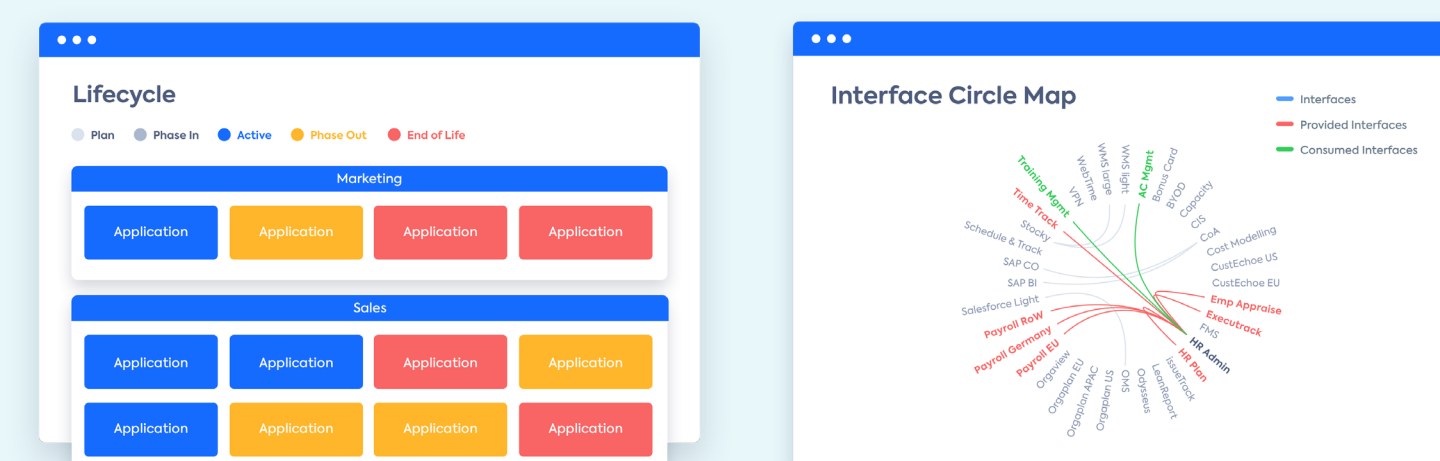 Lifecycle
Plan Phase In Active Phase Out End of Life
Marketing
Application Application Application Application
Sales
Application Application Application Application
Application Application Application Application
Interface Circle Map
Interfaces
Provided Interfaces
Consumed Interfaces
Training Mgmt
Time Track
Stocky
Schedule & Track
SAP CO
SAP BI
Salesforce Light
Payroll RoW
Payroll Germany
Payroll EU
Orgaview
Orgaplan EU
Orgaplan APAC
Orgaplan US
OMS
Odysseus
LeanReport
issueTrack
HR Plan
HR Admin
FMS
Executrack
Emp Appraise
CustEchoe EU
CustEchoe US
Cost Modelling
CoA
CIS
Capacity
BYOD
Bonus Card
AC Mgmt
WMS light
WMS large
WebTime
VPN